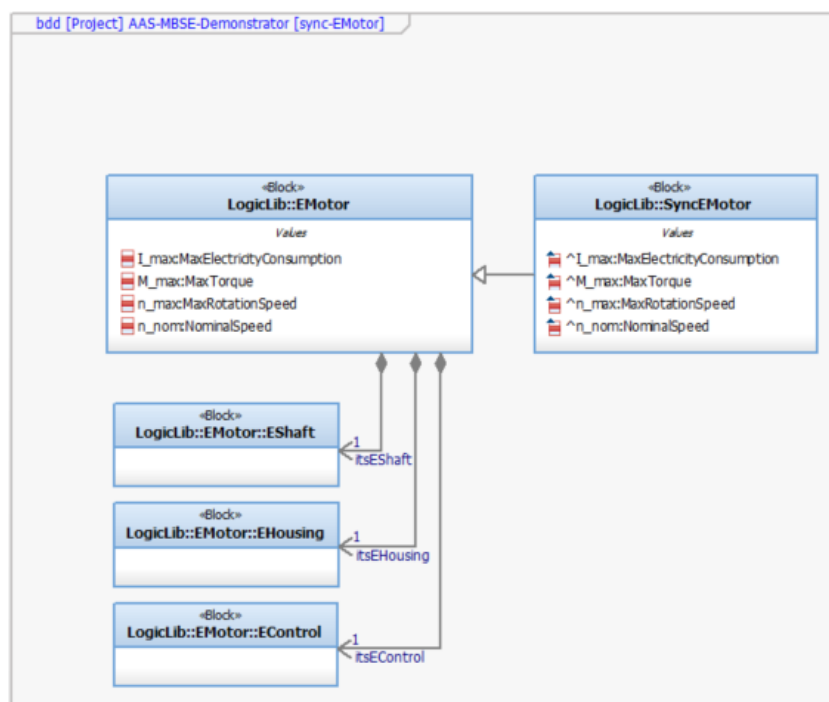 bdd [Project] AAS-MBSE-Demonstrator [sync-EMotor]
«Block»
LogicLib::EMotor
Values
I_max:MaxElectricityConsumption
M_max:MaxTorque
n_max:MaxRotationSpeed
n_nom:NominalSpeed
«Block»
LogicLib::SyncEMotor
Values
^I_max:MaxElectricityConsumption
^M_max:MaxTorque
^n_max:MaxRotationSpeed
^n_nom:NominalSpeed
«Block»
LogicLib::EMotor::EShaft
1
itsEShaft
«Block»
LogicLib::EMotor::EHousing
1
itsEHousing
«Block»
LogicLib::EMotor::EControl
1
itsEControl